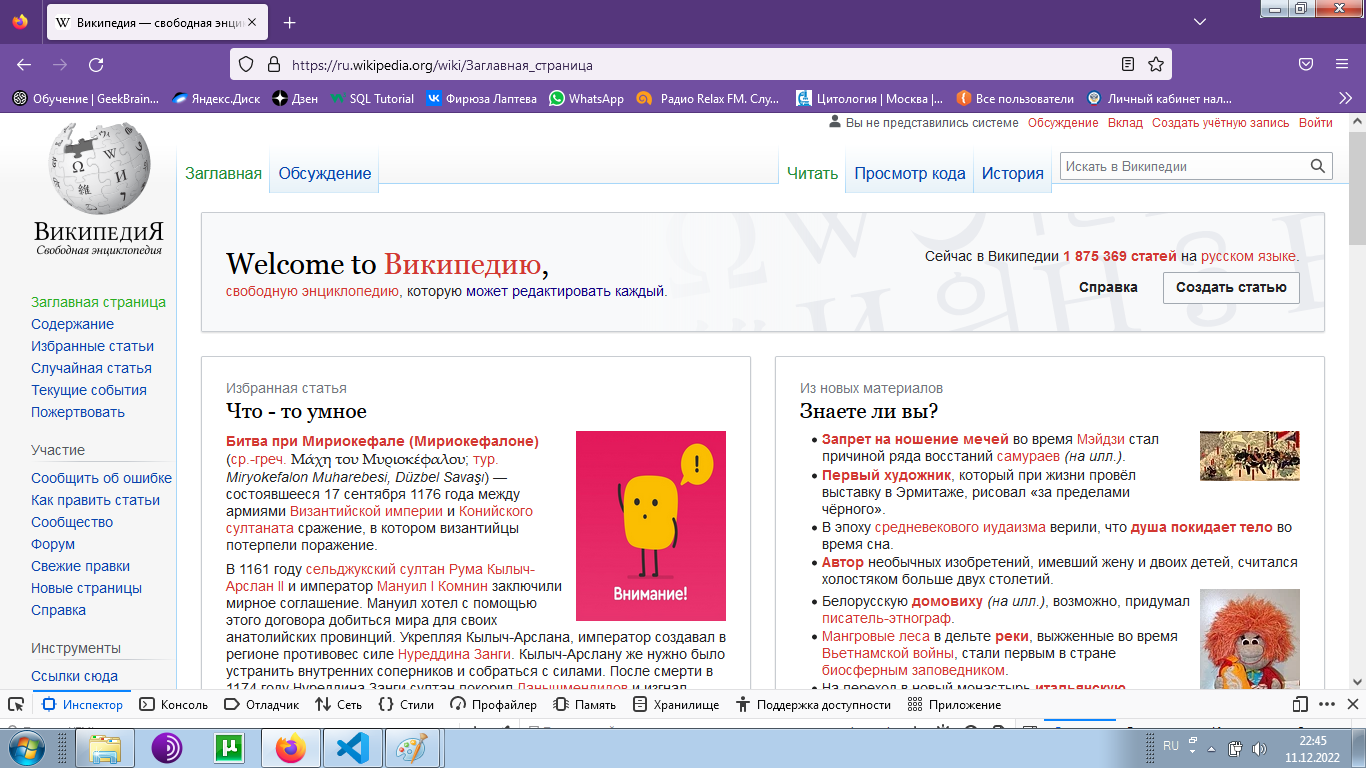 Википедия — свободная энци
https://ru.wikipedia.org/wiki/Заглавная_страница
Обучение | GeekBrain... Яндекс.Диск Дзен SQL Tutorial Фирюза Лаптева WhatsApp Радио Relax FM. Слу... Цитология | Москва |... Все пользователи Личный кабинет нал...
Вы не представились системе Обсуждение Вклад Создать учётную запись Войти
Заглавная Обсуждение Читать Просмотр кода История Искать в Википедии
ВикипедиЯ
Свободная энциклопедия
Заглавная страница
Содержание
Избранные статьи
Случайная статья
Текущие события
Пожертвовать
Участие
Сообщить об ошибке
Как править статьи
Сообщество
Форум
Свежие правки
Новые страницы
Справка
Инструменты
Ссылки сюда
Welcome to Википедию,
свободную энциклопедию, которую может редактировать каждый.
Сейчас в Википедии 1 875 369 статей на русском языке.
Справка Создать статью
Избранная статья
Что - то умное
Битва при Мириокефале (Мириокефалоне)
(ср.-греч. Μάχη του Μυριοκέφαλου; тур.
Miryokefalon Muharebesi, Düzbel Savaşi) —
состоявшееся 17 сентября 1176 года между
армиями Византийской империи и Конийского
султаната сражение, в котором византийцы
потерпели поражение.
В 1161 году сельджукский султан Рума Кылыч-
Арслан II и император Мануил I Комнин заключили
мирное соглашение. Мануил хотел с помощью
этого договора добиться мира для своих
анатолийских провинций. Укрепляя Кылыч-Арслана, император создавал в
регионе противовес силе Нуреддина Занги. Кылыч-Арслану же нужно было
устранить внутренних соперников и собраться с силами. После смерти в
1174 году Нуреддина Занги султан покорил Данышмендидов и изгнал
!
Внимание!
Из новых материалов
Знаете ли вы?
Запрет на ношение мечей во время Мэйдзи стал
причиной ряда восстаний самураев (на илл.).
Первый художник, который при жизни провёл
выставку в Эрмитаже, рисовал «за пределами
чёрного».
В эпоху средневекового иудаизма верили, что душа покидает тело во
время сна.
Автор необычных изобретений, имевший жену и двоих детей, считался
холостяком больше двух столетий.
Белорусскую домовиху (на илл.), возможно, придумал
писатель-этнограф.
Мангровые леса в дельте реки, выжженные во время
Вьетнамской войны, стали первым в стране
биосферным заповедником.
На переход в новый монастырь итальянскую
Инспектор Консоль Отладчик Сеть Стили Профайлер Память Хранилище Поддержка доступности Приложение
RU 22:45
11.12.2022